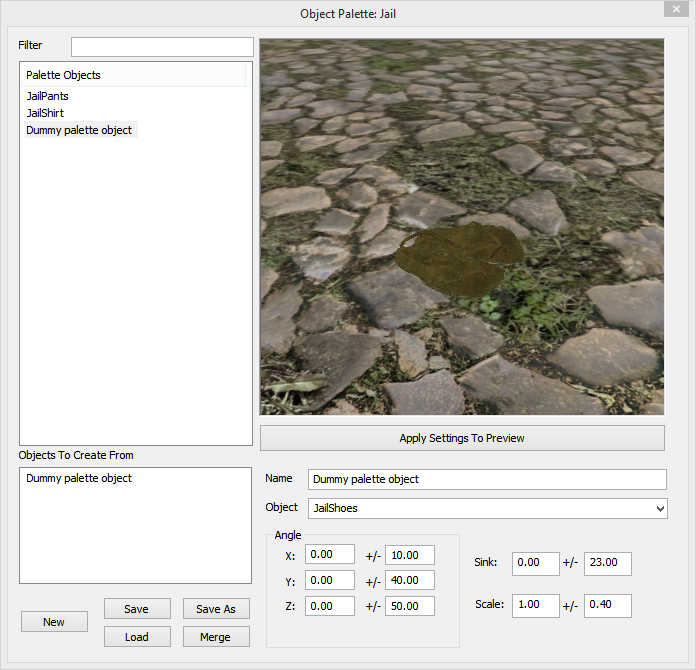 Object Palette: Jail
Filter
Palette Objects
JailPants
JailShirt
Dummy palette object
Apply Settings To Preview
Objects To Create From
Dummy palette object
Name Dummy palette object
Object JailShoes
Angle
X: 0.00 +/- 10.00
Y: 0.00 +/- 40.00
Z: 0.00 +/- 50.00
Sink: 0.00 +/- 23.00
Scale: 1.00 +/- 0.40
New
Save
Save As
Load
Merge